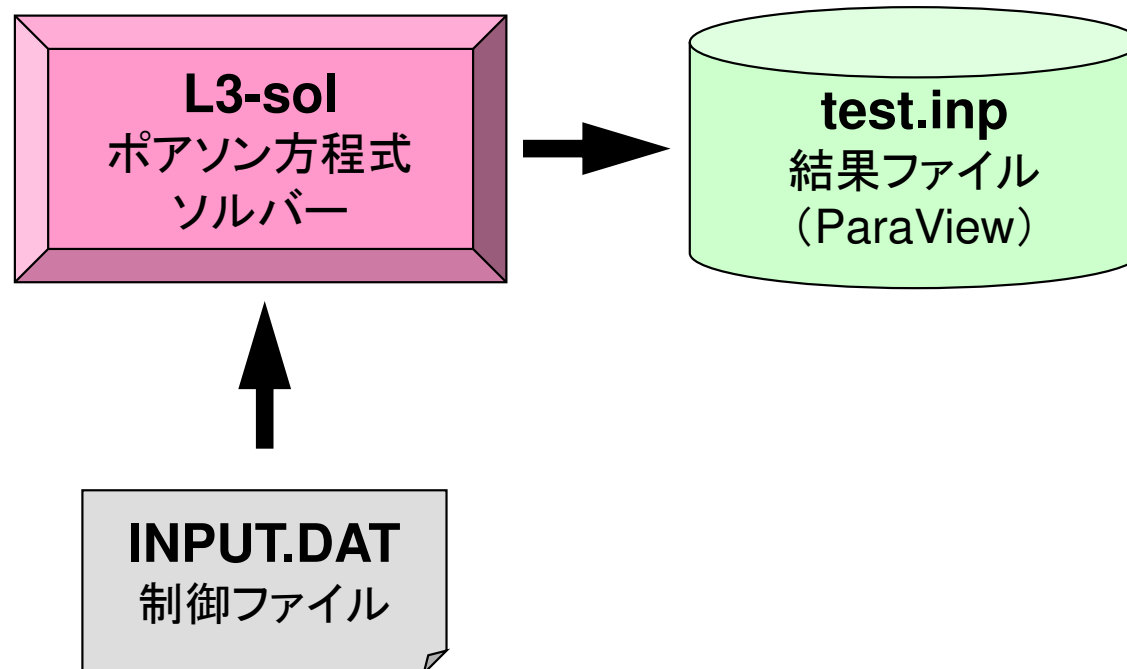 L3-sol
ポアソン方程式
ソルバー
test.inp
結果ファイル
（ParaView）
INPUT.DAT
制御ファイル